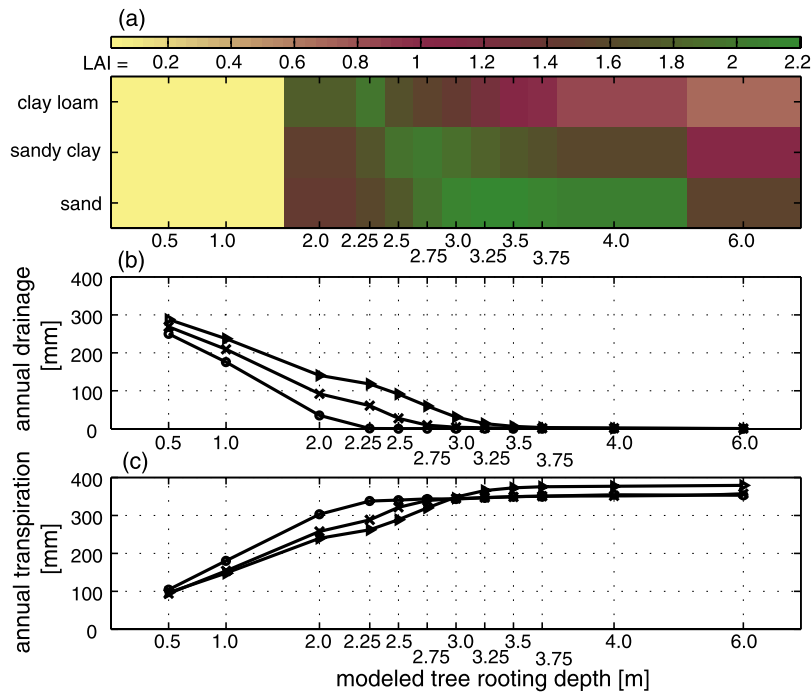 (a)
LAI = 0.2 0.4 0.6 0.8 1 1.2 1.4 1.6 1.8 2 2.2
clay loam
sandy clay
sand
0.5 1.0 2.0 2.25 2.5 3.0 3.5 4.0 6.0
2.75 3.25 3.75
(b)
annual drainage
[mm]
400
300
200
100
0
0.5 1.0 2.0 2.25 2.5 3.0 3.5 4.0 6.0
2.75 3.25 3.75
(c)
annual transpiration
[mm]
400
300
200
100
0
0.5 1.0 2.0 2.25 2.5 3.0 3.5 4.0 6.0
2.75 3.25 3.75
modeled tree rooting depth [m]